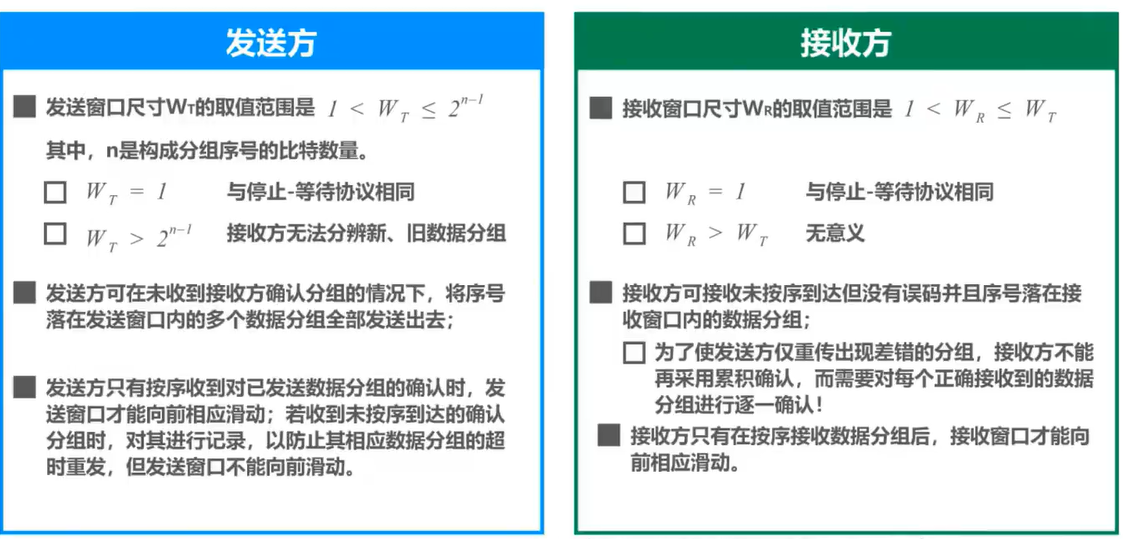 发送方
发送窗口尺寸WT的取值范围是 1 < W_T ≤ 2^{n-1}
其中，n是构成分组序号的比特数量。
W_T = 1 与停止-等待协议相同
W_T > 2^{n-1} 接收方无法分辨新、旧数据分组
发送方可在未收到接收方确认分组的情况下，将序号
落在发送窗口内的多个数据分组全部发送出去；
发送方只有按序收到对已发送数据分组的确认时，发
送窗口才能向前相应滑动；若收到未按序到达的确认
分组时，对其进行记录，以防止其相应数据分组的超
时重发，但发送窗口不能向前滑动。
接收方
接收窗口尺寸WR的取值范围是 1 < W_R ≤ W_T
W_R = 1 与停止-等待协议相同
W_R > W_T 无意义
接收方可接收未按序到达但没有误码并且序号落在接
收窗口内的数据分组；
为了使发送方仅重传出现差错的分组，接收方不能
再采用累积确认，而需要对每个正确接收到的数据
分组进行逐一确认！
接收方只有在按序接收数据分组后，接收窗口才能向
前相应滑动。